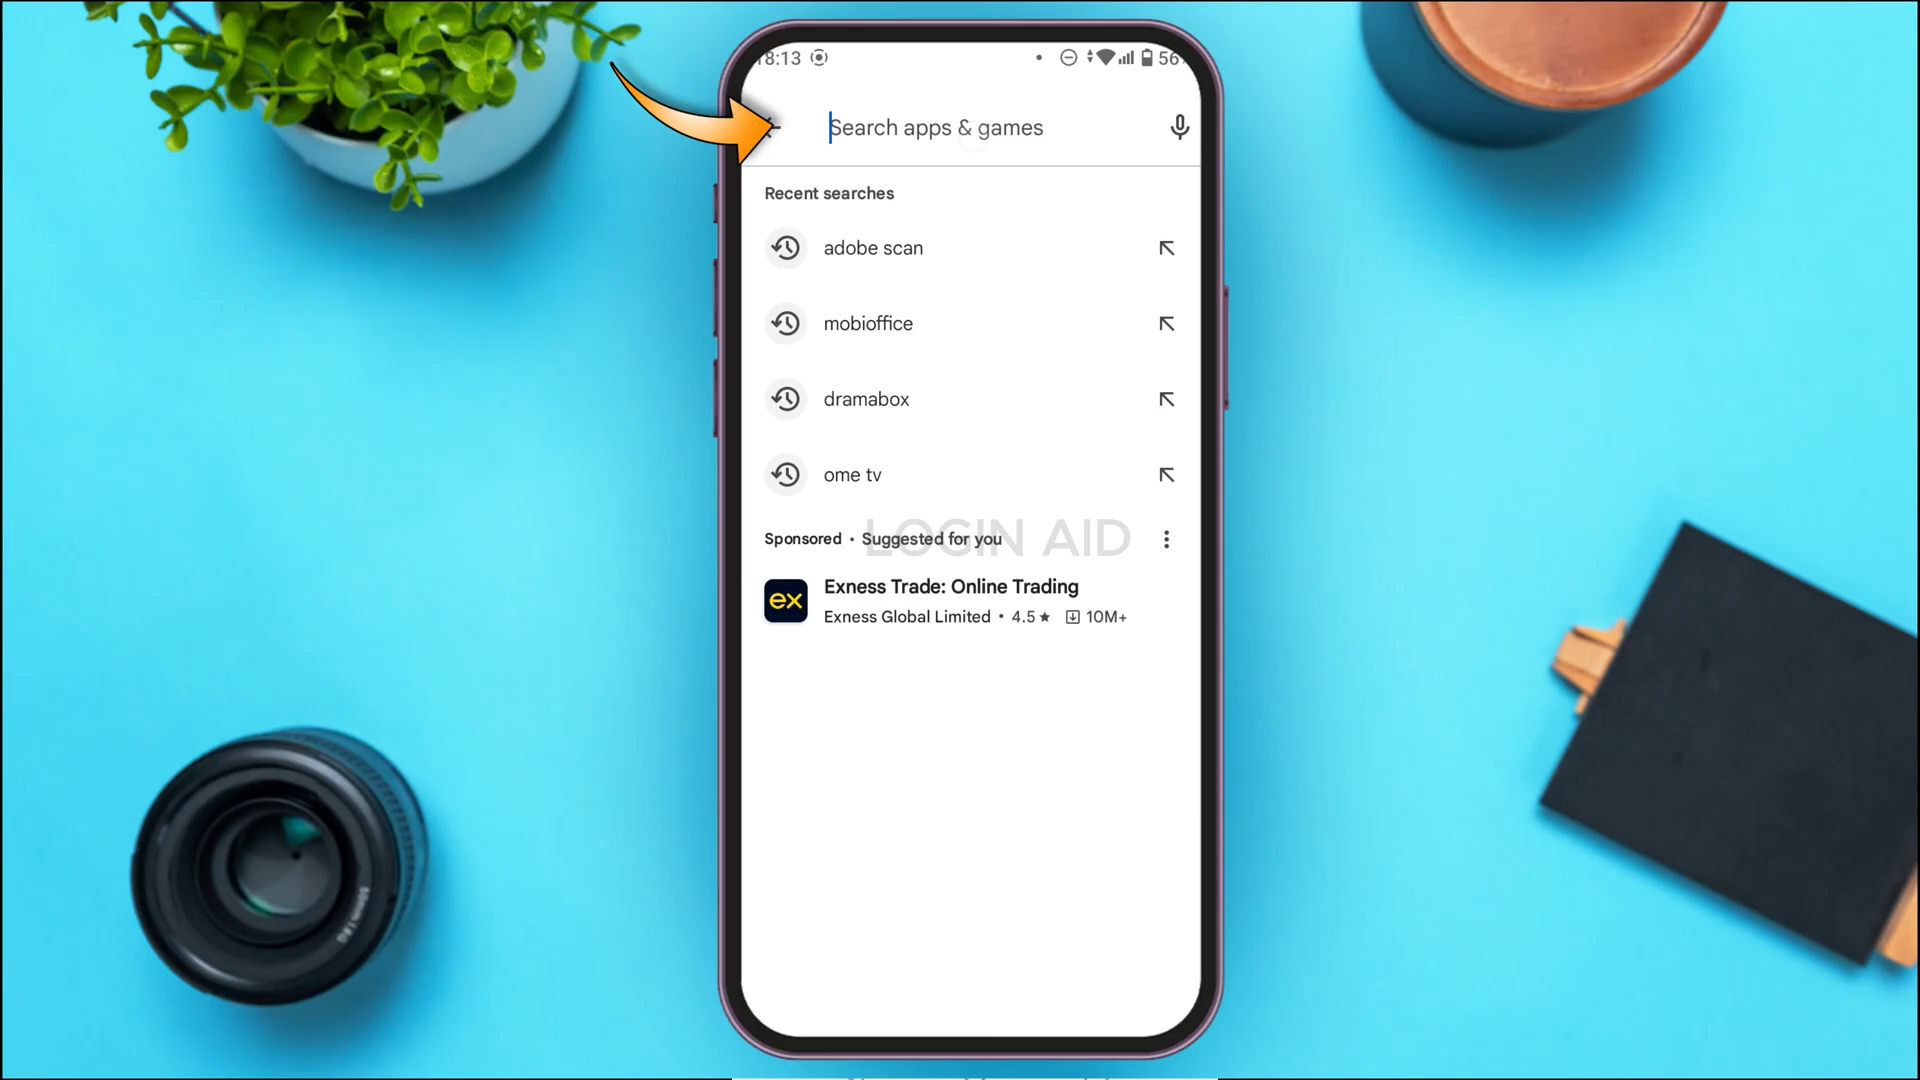 8:13 56
Search apps & games
Recent searches
adobe scan
mobioffice
dramabox
ome tv
LOGIN AID
Sponsored • Suggested for you
ex
Exness Trade: Online Trading
Exness Global Limited • 4.5 ★ 10M+